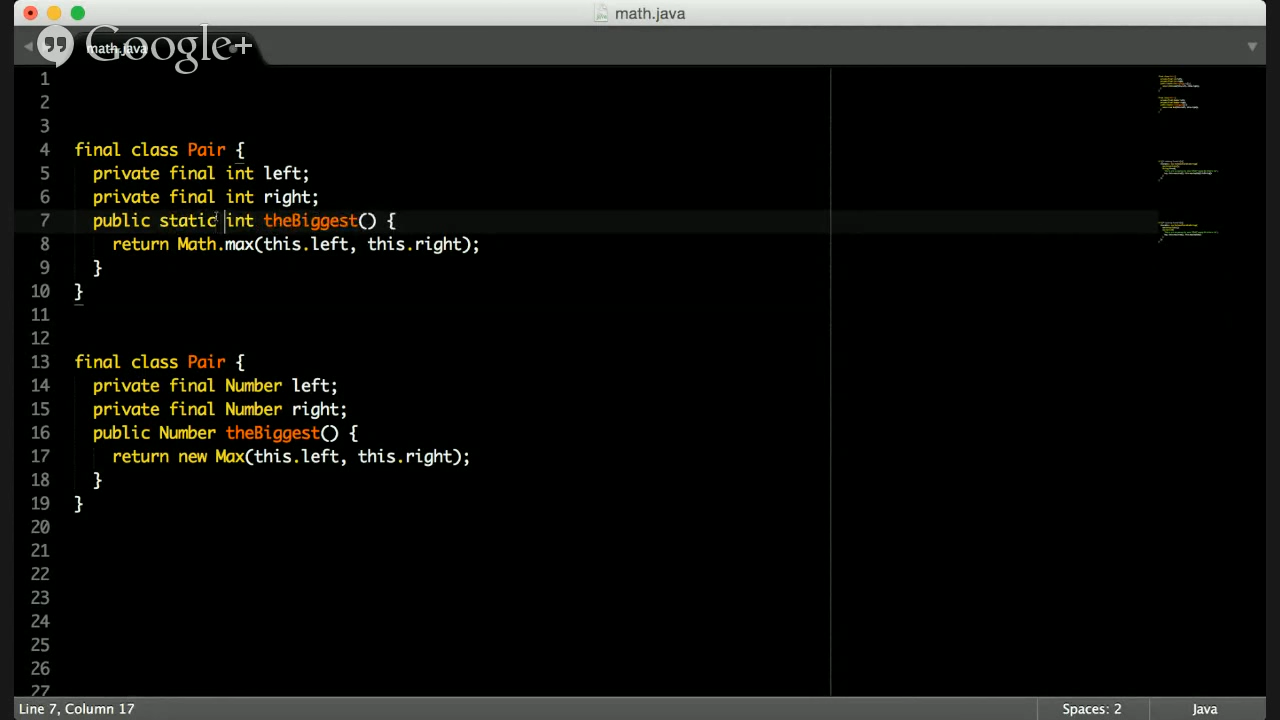 math.java
Google+
math.java
1
2
3
4 final class Pair {
5 private final int left;
6 private final int right;
7 public static int theBiggest() {
8 return Math.max(this.left, this.right);
9 }
10 }
11
12
13 final class Pair {
14 private final Number left;
15 private final Number right;
16 public Number theBiggest() {
17 return new Max(this.left, this.right);
18 }
19 }
20
21
22
23
24
25
26
27
Line 7, Column 17 Spaces: 2 Java